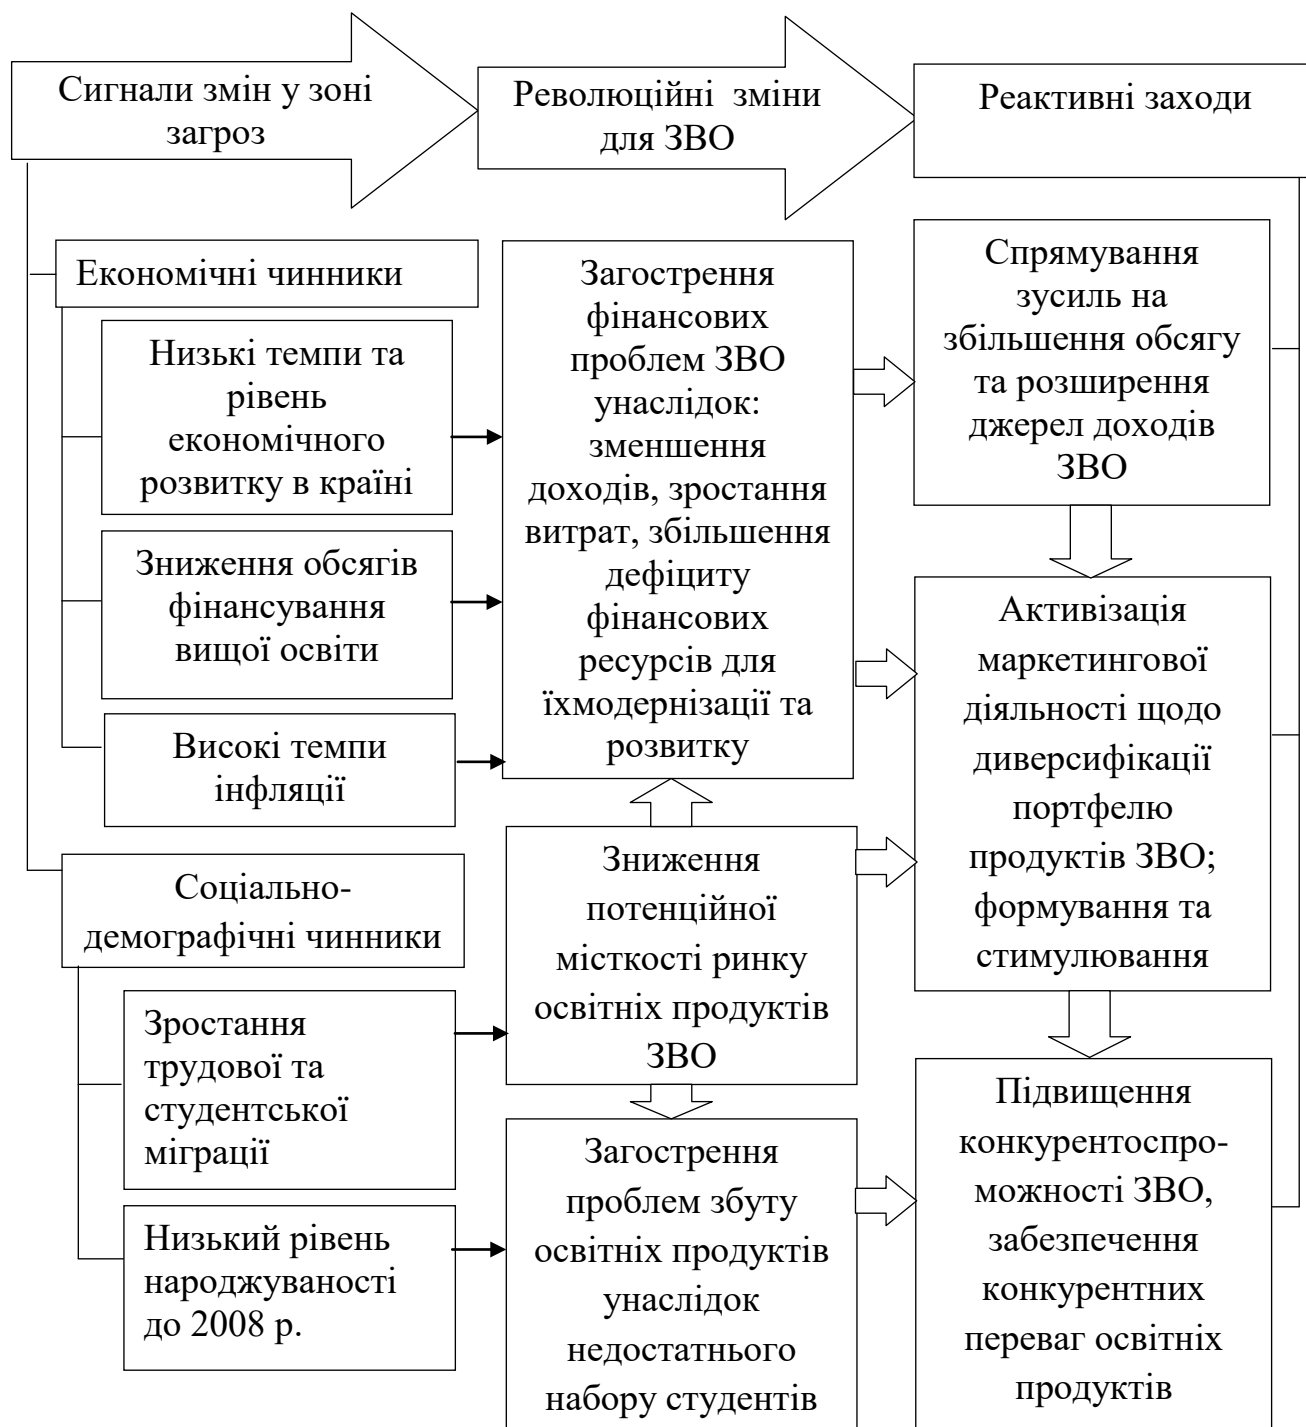 Сигнали змін у зоні
загроз
Революційні зміни
для ЗВО
Реактивні заходи
Економічні чинники
Низькі темпи та
рівень
економічного
розвитку в країні
Зниження обсягів
фінансування
вищої освіти
Високі темпи
інфляції
Соціально-
демографічні чинники
Зростання
трудової та
студентської
міграції
Низький рівень
народжуваності
до 2008 р.
Загострення
фінансових
проблем ЗВО
унаслідок:
зменшення
доходів, зростання
витрат, збільшення
дефіциту
фінансових
ресурсів для
їхмодернізації та
розвитку
Зниження
потенційної
місткості ринку
освітніх продуктів
ЗВО
Загострення
проблем збуту
освітніх продуктів
унаслідок
недостатнього
набору студентів
Спрямування
зусиль на
збільшення обсягу
та розширення
джерел доходів
ЗВО
Активізація
маркетингової
діяльності щодо
диверсифікації
портфелю
продуктів ЗВО;
формування та
стимулювання
Підвищення
конкурентоспро-
можності ЗВО,
забезпечення
конкурентних
переваг освітніх
продуктів